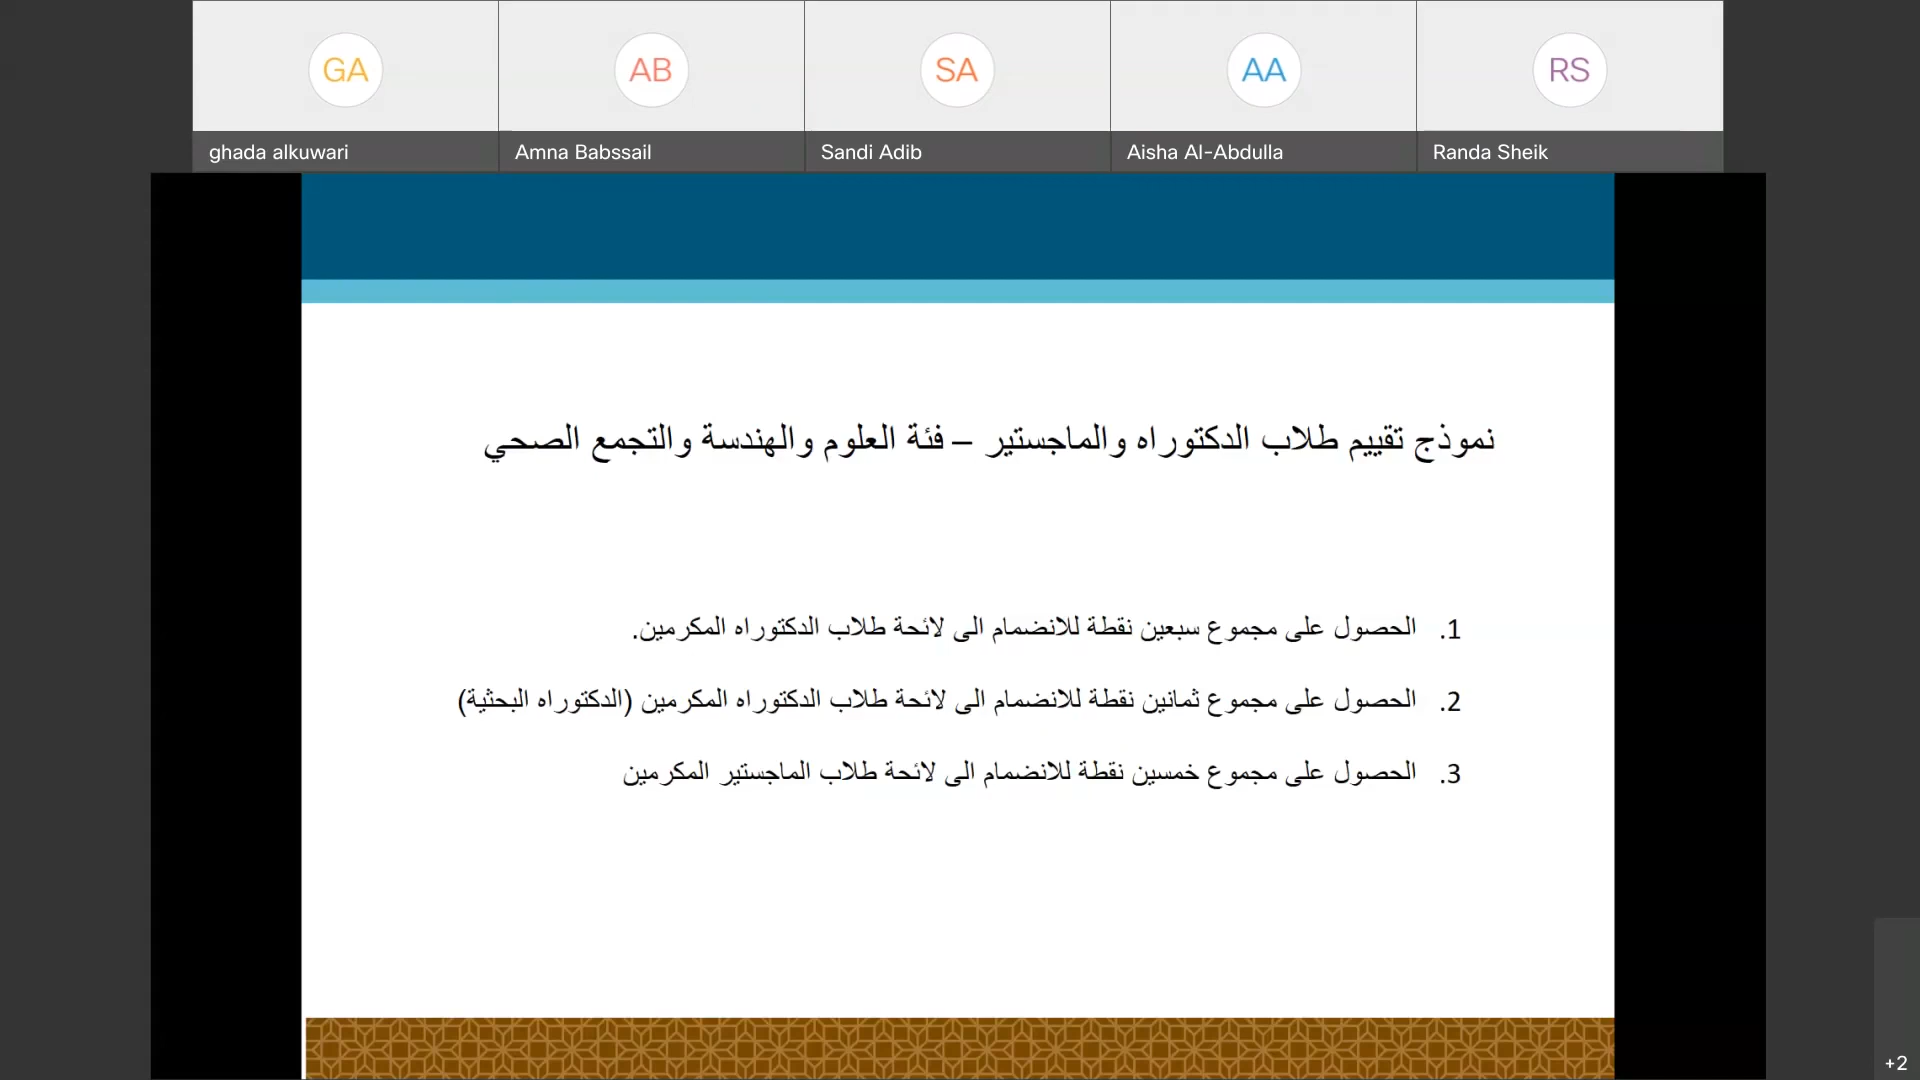 GA
AB
SA
AA
RS
ghada alkuwari
Amna Babssail
Sandi Adib
Aisha Al-Abdulla
Randa Sheik
نموذج تقييم طلاب الدكتوراه والماجستير – فئة العلوم والهندسة والتجمع الصحي
1. الحصول على مجموع سبعين نقطة للانضمام الى لائحة طلاب الدكتوراه المكرمين.
2. الحصول على مجموع ثمانين نقطة للانضمام الى لائحة طلاب الدكتوراه المكرمين (الدكتوراه البحثية)
3. الحصول على مجموع خمسين نقطة للانضمام الى لائحة طلاب الماجستير المكرمين
+2